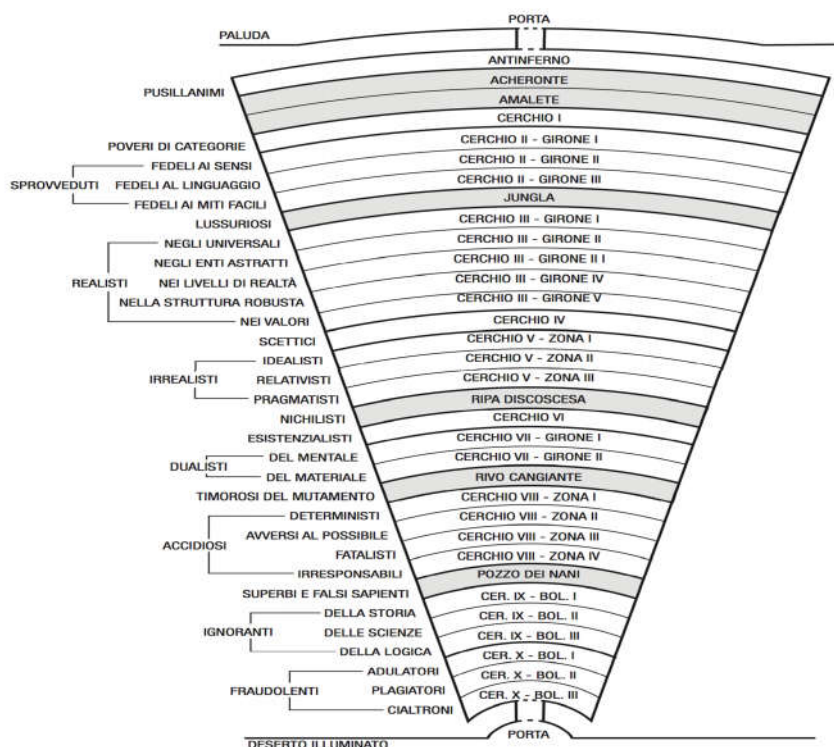 PORTA
PALUDA
ANTINFERNO
ACHERONTE
PUSILLANIMI
AMALETE
CERCHIO I
POVERI DI CATEGORIE
CERCHIO II - GIRONE I
FEDELI AI SENSI
CERCHIO II - GIRONE II
SPROVVEDUTI
FEDELI AL LINGUAGGIO
CERCHIO II - GIRONE III
FEDELI AI MITI FACILI
JUNGLA
LUSSURIOSI
CERCHIO III - GIRONE I
NEGLI UNIVERSALI
CERCHIO III - GIRONE II
NEGLI ENTI ASTRATTI
CERCHIO III - GIRONE II I
REALISTI
NEI LIVELLI DI REALTÀ
CERCHIO III - GIRONE IV
NELLA STRUTTURA ROBUSTA
CERCHIO III - GIRONE V
NEI VALORI
CERCHIO IV
SCETTICI
CERCHIO V - ZONA I
IDEALISTI
CERCHIO V - ZONA II
IRREALISTI
RELATIVISTI
CERCHIO V - ZONA III
PRAGMATISTI
RIPA DISCOSCESA
NICHILISTI
CERCHIO VI
ESISTENZIALISTI
CERCHIO VII - GIRONE I
DUALISTI
DEL MENTALE
CERCHIO VII - GIRONE II
DEL MATERIALE
RIVO CANGIANTE
TIMOROSI DEL MUTAMENTO
CERCHIO VIII - ZONA I
DETERMINISTI
CERCHIO VIII - ZONA II
ACCIDIOSI
AVVERSI AL POSSIBILE
CERCHIO VIII - ZONA III
FATALISTI
CERCHIO VIII - ZONA IV
IRRESPONSABILI
POZZO DEI NANI
SUPERBI E FALSI SAPIENTI
CER. IX - BOL. I
DELLA STORIA
CER. IX - BOL. II
IGNORANTI
DELLE SCIENZE
CER. IX - BOL. III
DELLA LOGICA
CER. X - BOL. I
ADULATORI
CER. X - BOL. II
FRAUDOLENTI
PLAGIATORI
CER. X - BOL. III
CIALTRONI
PORTA
DESERTO ILLUMINATO